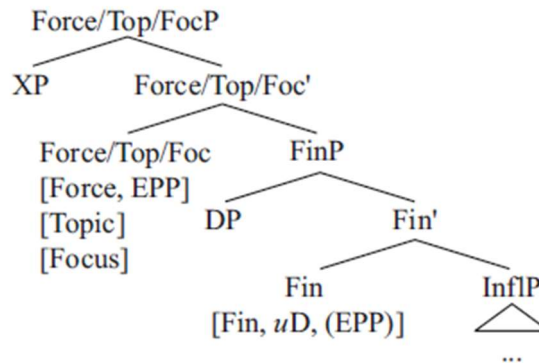 Force/Top/FocP
XP Force/Top/Foc'
Force/Top/Foc FinP
[Force, EPP]
[Topic] DP Fin'
[Focus]
Fin InflP
[Fin, uD, (EPP)]
...